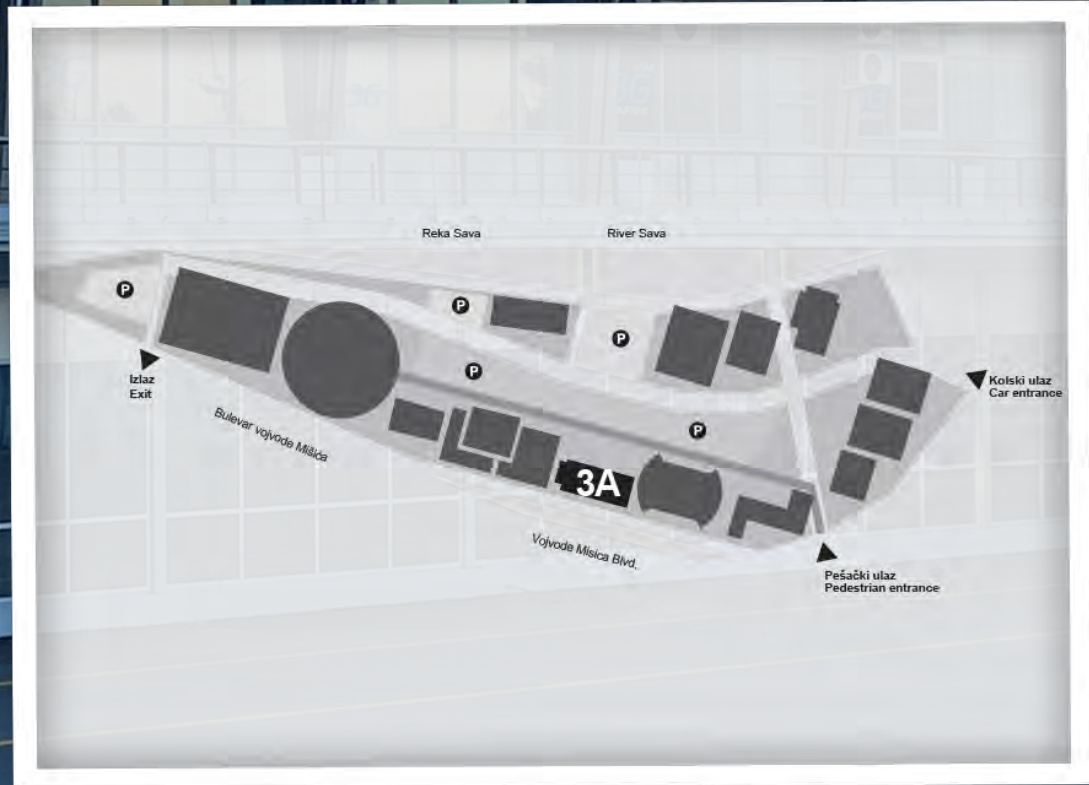 Reka Sava
River Sava
P
P
P
P
P
Izlaz
Exit
Kolski ulaz
Car entrance
Bulevar vojvode Mišića
3A
Vojvode Misica Blvd.
Pešački ulaz
Pedestrian entrance